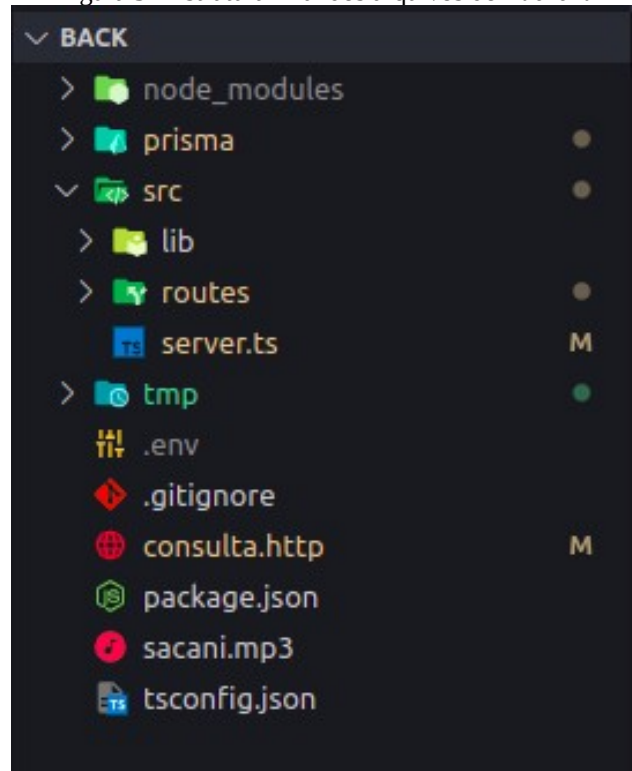 BACK
node_modules
prisma
src
lib
routes
server.ts M
tmp
.env
.gitignore
consulta.http M
package.json
sacani.mp3
tsconfig.json